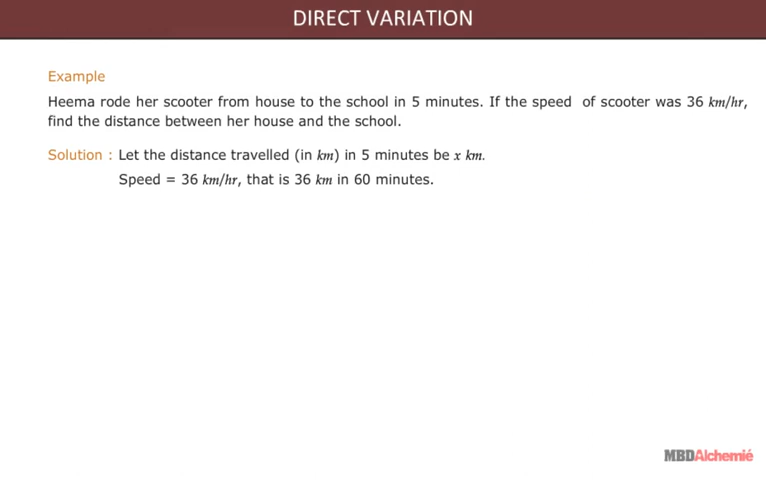 DIRECT VARIATION
Example
Heema rode her scooter from house to the school in 5 minutes. If the speed of scooter was 36 km/hr,
find the distance between her house and the school.
Solution : Let the distance travelled (in km) in 5 minutes be x km.
Speed = 36 km/hr, that is 36 km in 60 minutes.
MBDAlchemié